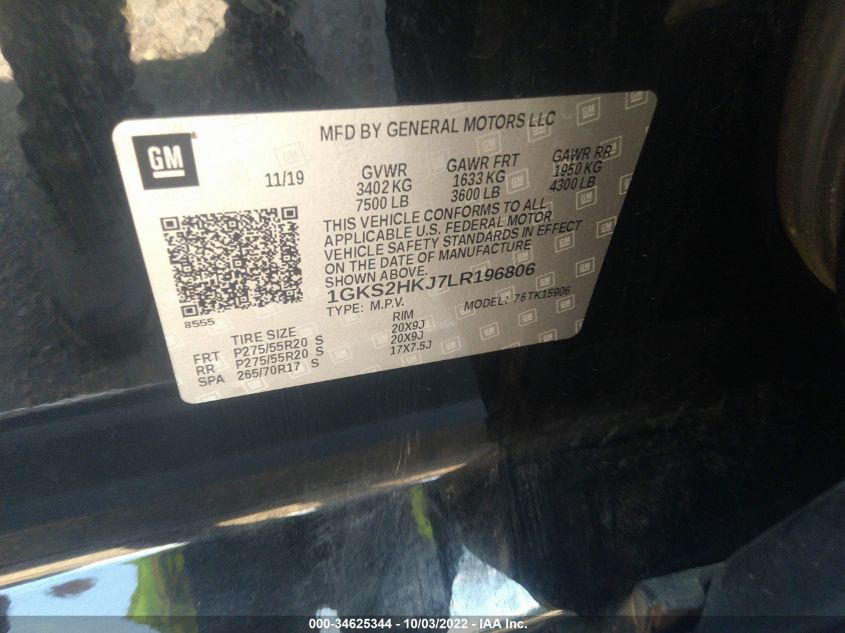 MFD BY GENERAL MOTORS LLC
GM
11/19
GVWR GAWR FRT GAWR RR
3402 KG 1633 KG 1950 KG
7500 LB 3600 LB 4300 LB
THIS VEHICLE CONFORMS TO ALL
APPLICABLE U.S. FEDERAL MOTOR
VEHICLE SAFETY STANDARDS IN EFFECT
ON THE DATE OF MANUFACTURE
SHOWN ABOVE.
1GKS2HKJ7LR196806
TYPE: M.P.V. MODEL: 76TK15906
8555
TIRE SIZE RIM
FRT P275/55R20 S 20X9J
RR P275/55R20 S 20X9J
SPA 265/70R17 S 17X7.5J
000-34625344 - 10/03/2022 - IAA Inc.